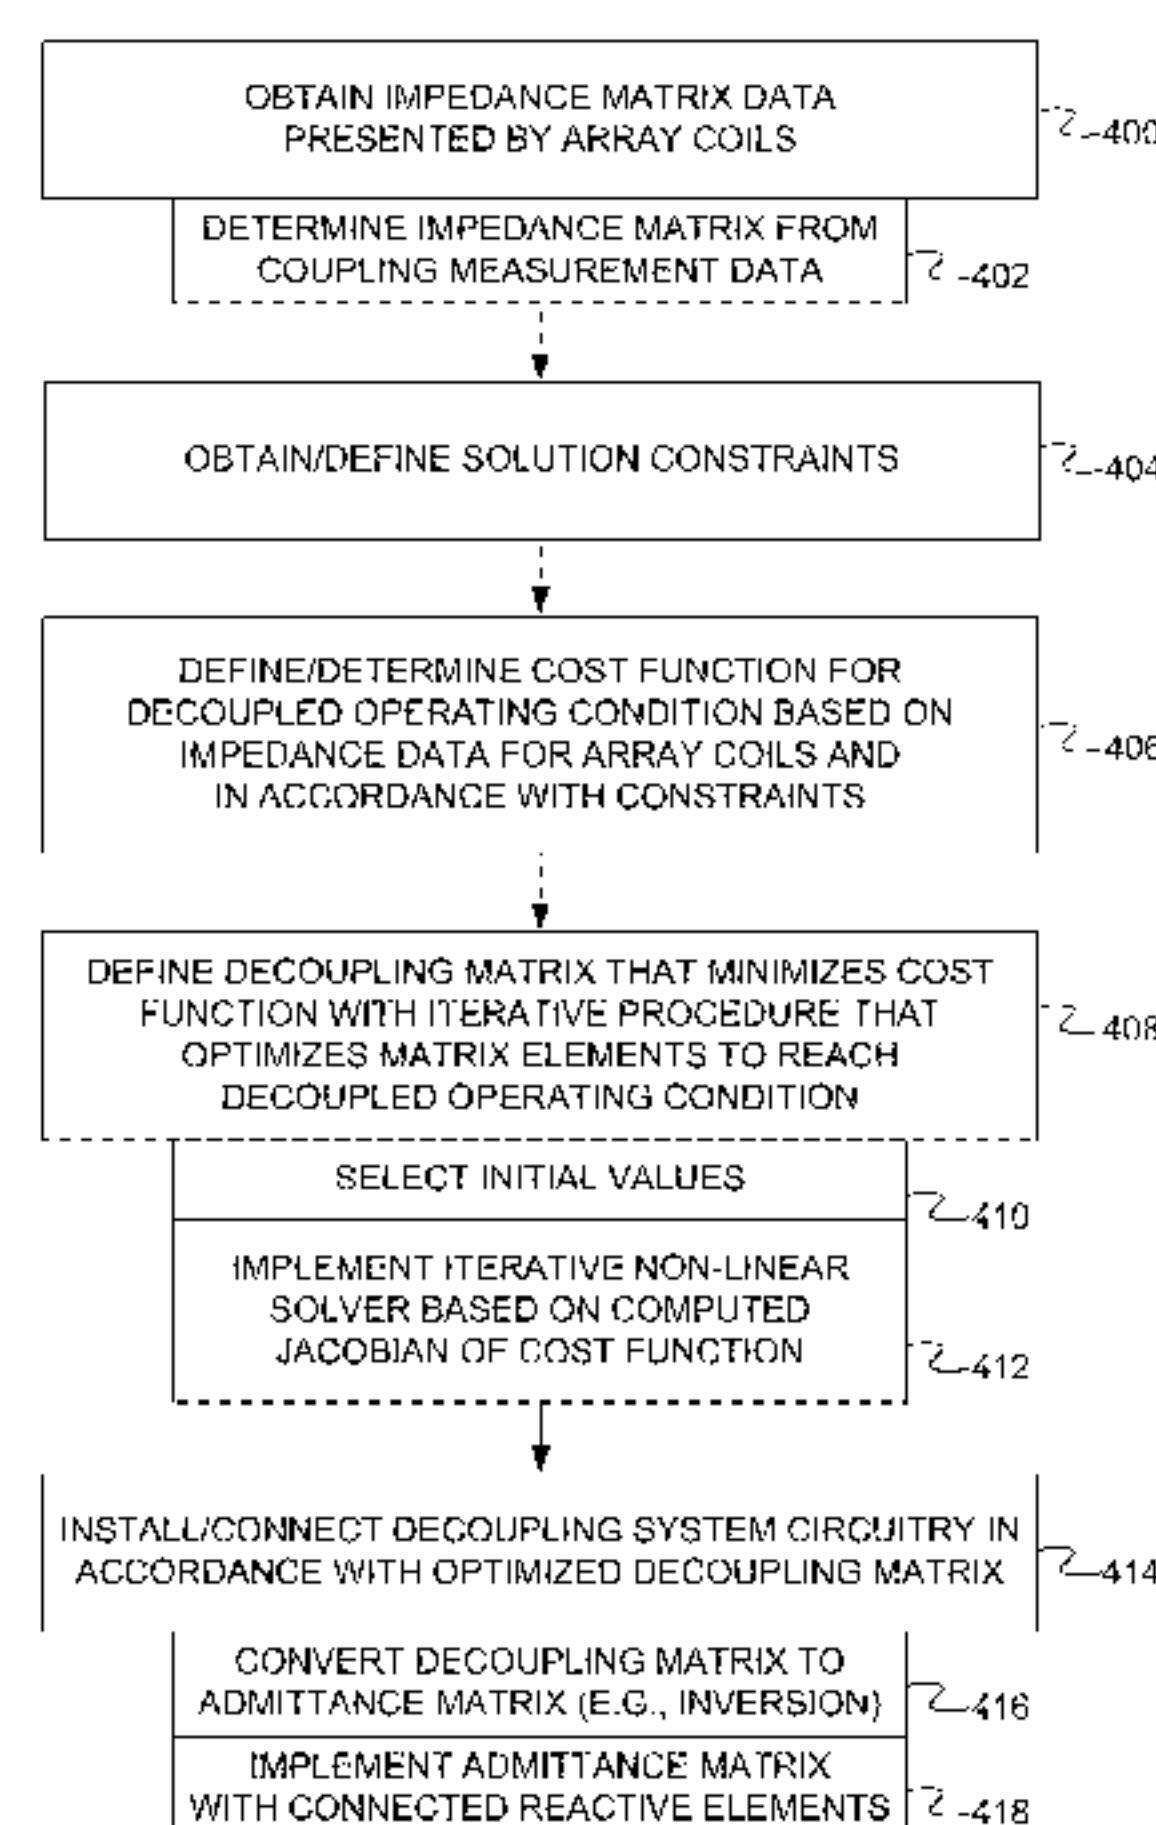 OBTAIN IMPEDANCE MATRIX DATA
PRESENTED BY ARRAY COILS
400
DETERMINE IMPEDANCE MATRIX FROM
COUPLING MEASUREMENT DATA
402
OBTAIN/DEFINE SOLUTION CONSTRAINTS
404
DEFINE/DETERMINE COST FUNCTION FOR
DECOUPLED OPERATING CONDITION BASED ON
IMPEDANCE DATA FOR ARRAY COILS AND
IN ACCORDANCE WITH CONSTRAINTS
406
DEFINE DECOUPLING MATRIX THAT MINIMIZES COST
FUNCTION WITH ITERATIVE PROCEDURE THAT
OPTIMIZES MATRIX ELEMENTS TO REACH
DECOUPLED OPERATING CONDITION
408
SELECT INITIAL VALUES
410
IMPLEMENT ITERATIVE NON-LINEAR
SOLVER BASED ON COMPUTED
JACOBIAN OF COST FUNCTION
412
INSTALL/CONNECT DECOUPLING SYSTEM CIRCUITRY IN
ACCORDANCE WITH OPTIMIZED DECOUPLING MATRIX
414
CONVERT DECOUPLING MATRIX TO
ADMITTANCE MATRIX (E.G., INVERSION)
416
IMPLEMENT ADMITTANCE MATRIX
WITH CONNECTED REACTIVE ELEMENTS
418